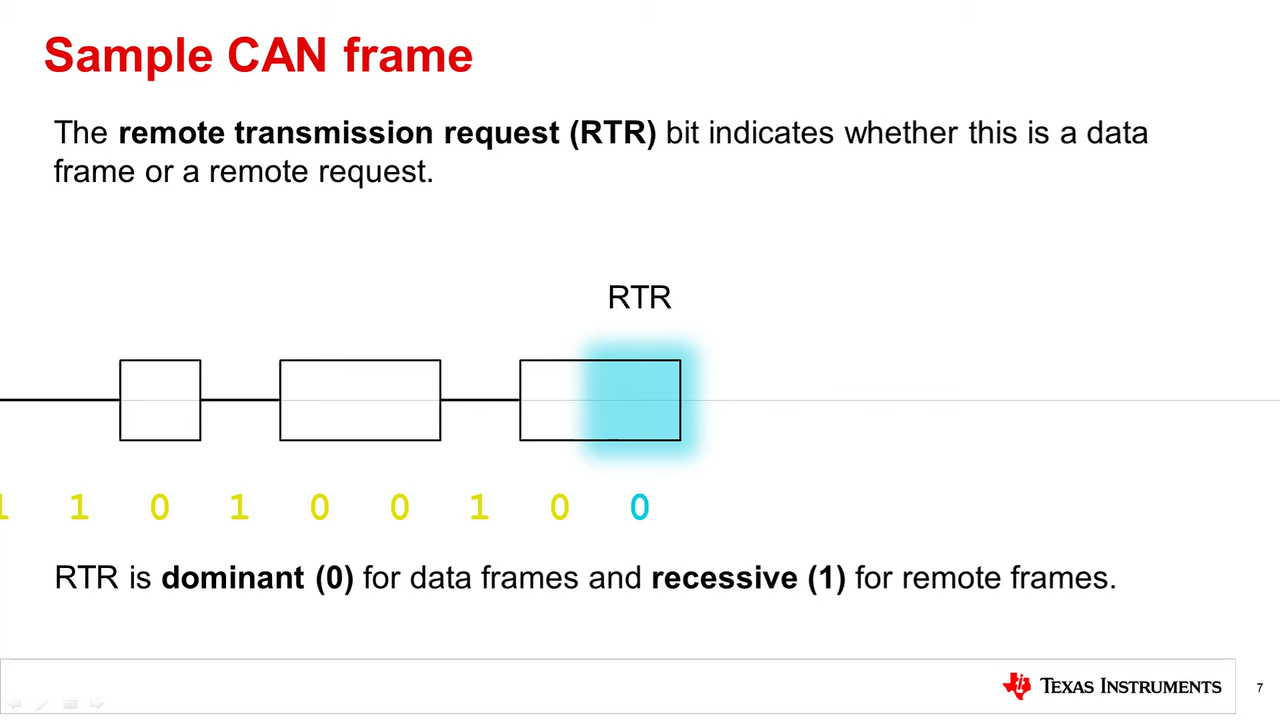 Sample CAN frame
The remote transmission request (RTR) bit indicates whether this is a data
frame or a remote request.
RTR
1 1 0 1 0 0 1 0 0
RTR is dominant (0) for data frames and recessive (1) for remote frames.
TEXAS INSTRUMENTS
7